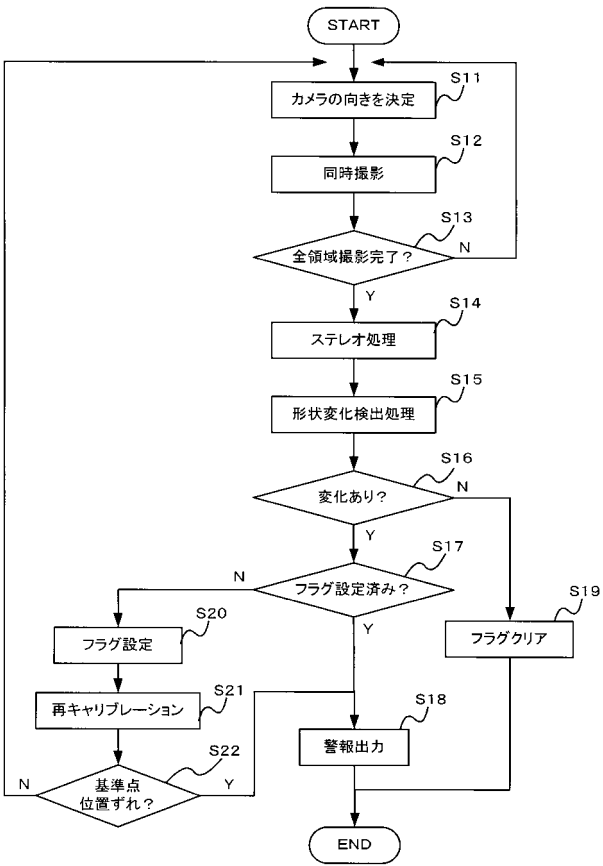 START
S11
カメラの向きを決定
S12
同時撮影
S13
全領域撮影完了？
N
Y
S14
ステレオ処理
S15
形状変化検出処理
S16
変化あり？
N
Y
S17
フラグ設定済み？
N
Y
S19
フラグクリア
S20
フラグ設定
S21
再キャリブレーション
S18
警報出力
S22
基準点
位置ずれ？
N
Y
END